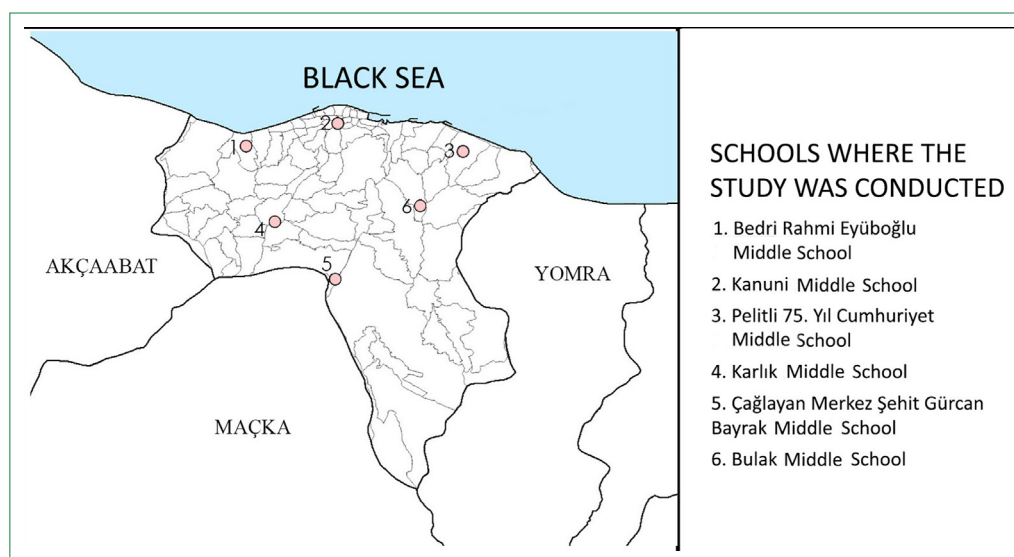 BLACK SEA
2
1
3
6
4
5
AKÇAABAT
YOMRA
MAÇKA
SCHOOLS WHERE THE
STUDY WAS CONDUCTED
1. Bedri Rahmi Eyüboğlu
Middle School
2. Kanuni Middle School
3. Pelitli 75. Yıl Cumhuriyet
Middle School
4. Karlık Middle School
5. Çağlayan Merkez Şehit Gürcan
Bayrak Middle School
6. Bulak Middle School